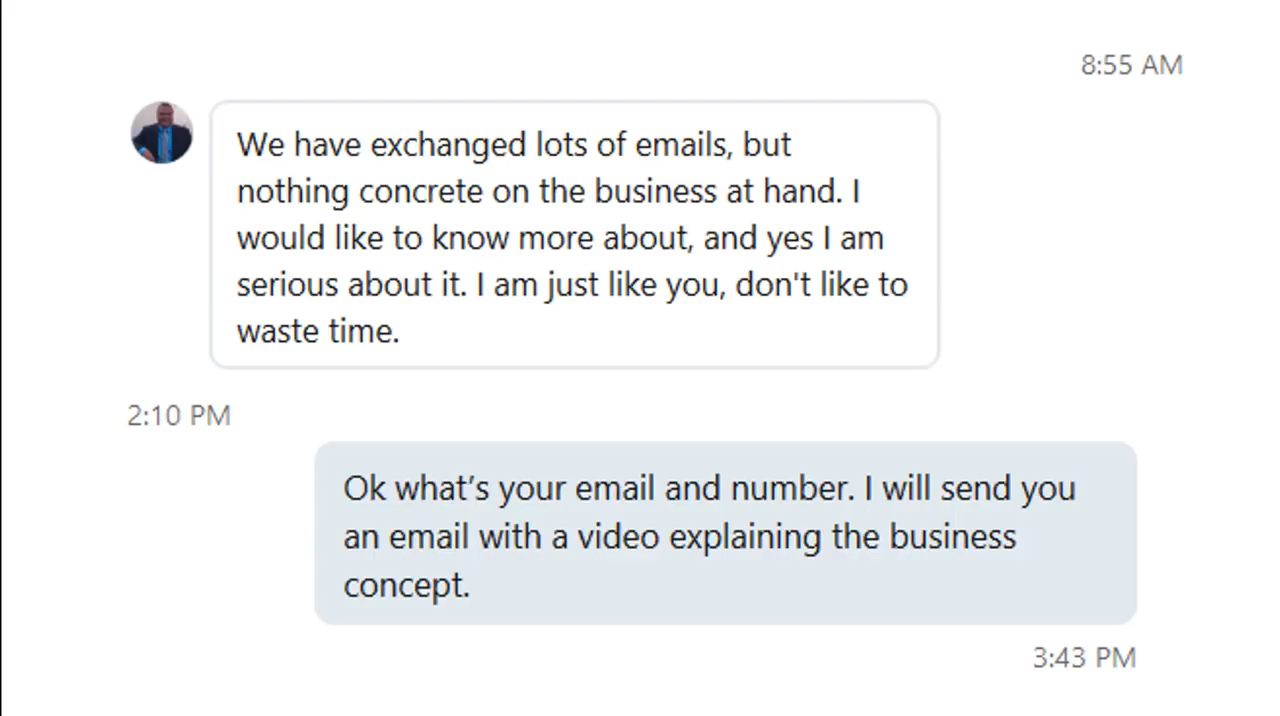 8:55 AM
We have exchanged lots of emails, but
nothing concrete on the business at hand. I
would like to know more about, and yes I am
serious about it. I am just like you, don't like to
waste time.
2:10 PM
Ok what’s your email and number. I will send you
an email with a video explaining the business
concept.
3:43 PM